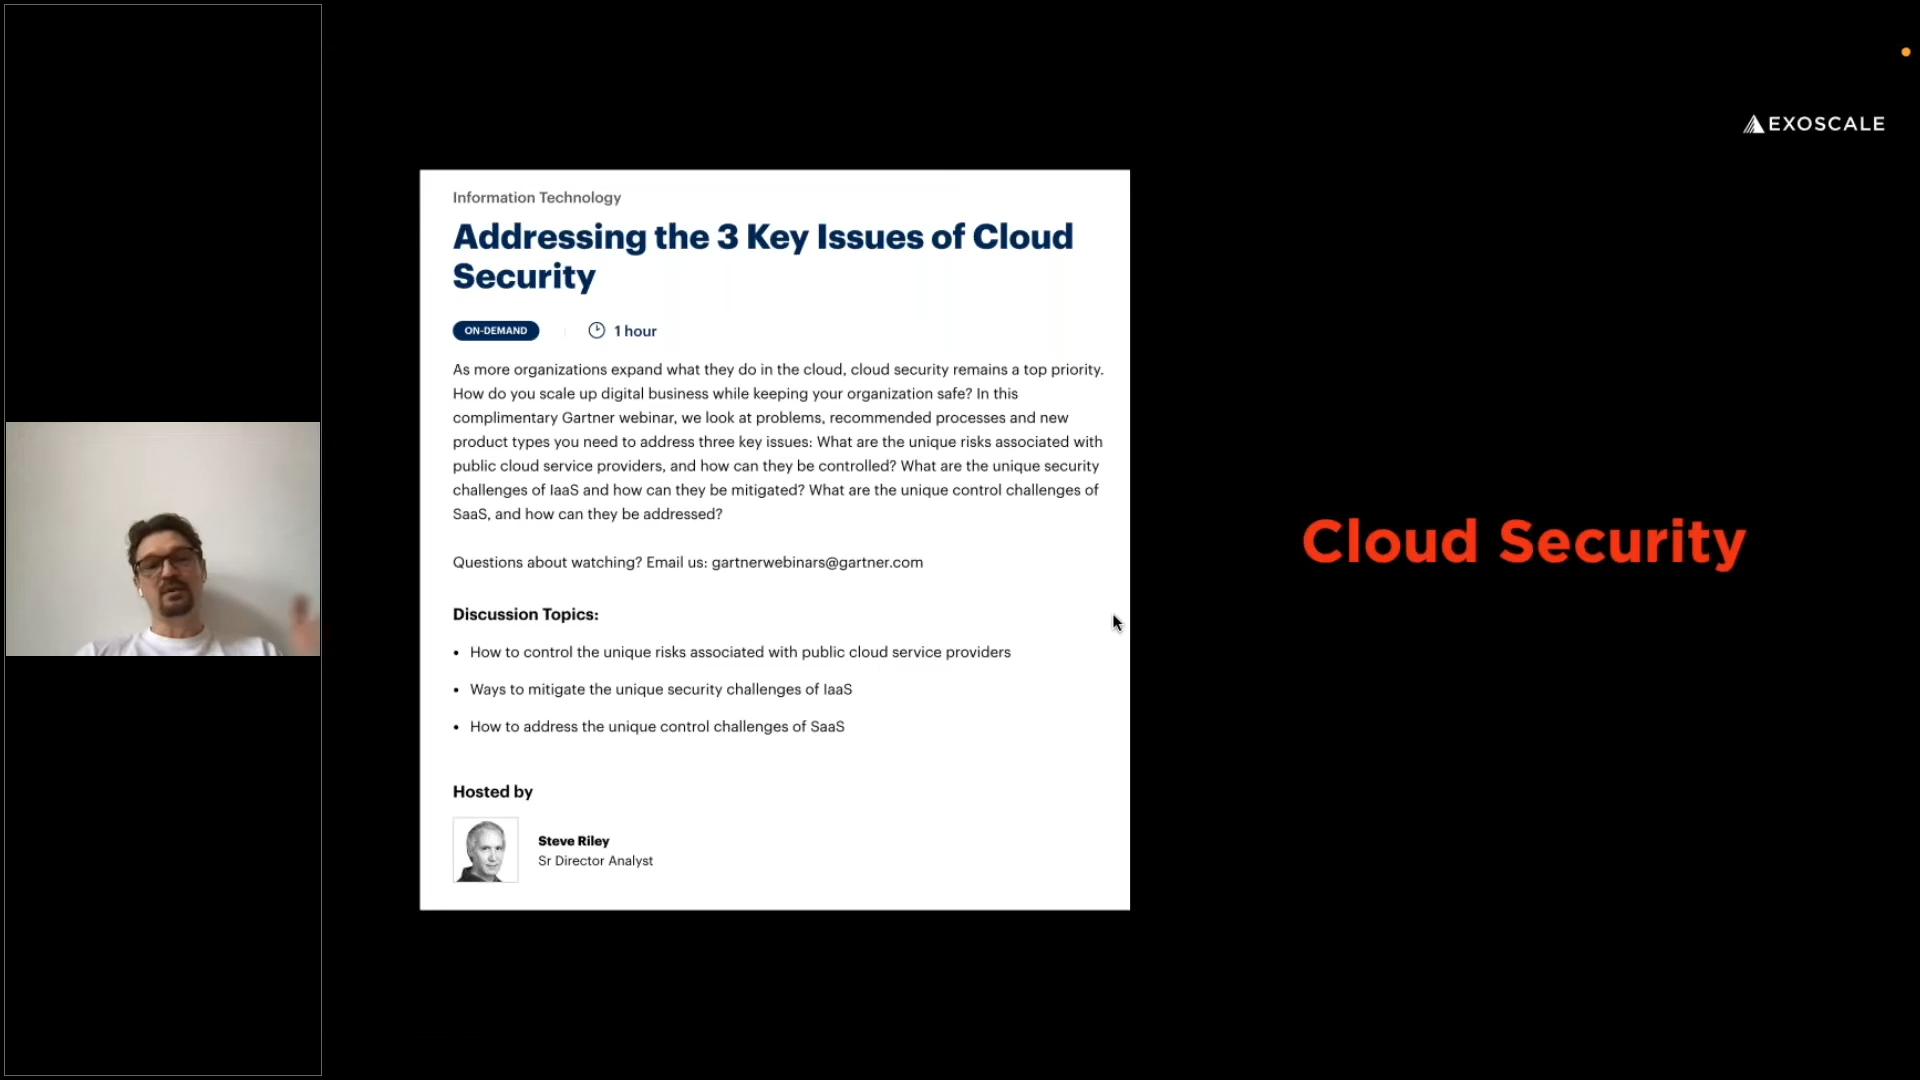 EXOSCALE
Information Technology
Addressing the 3 Key Issues of Cloud
Security
ON-DEMAND
1 hour
As more organizations expand what they do in the cloud, cloud security remains a top priority.
How do you scale up digital business while keeping your organization safe? In this
complimentary Gartner webinar, we look at problems, recommended processes and new
product types you need to address three key issues: What are the unique risks associated with
public cloud service providers, and how can they be controlled? What are the unique security
challenges of IaaS and how can they be mitigated? What are the unique control challenges of
SaaS, and how can they be addressed?
Questions about watching? Email us: gartnerwebinars@gartner.com
Discussion Topics:
• How to control the unique risks associated with public cloud service providers
• Ways to mitigate the unique security challenges of IaaS
• How to address the unique control challenges of SaaS
Hosted by
Steve Riley
Sr Director Analyst
Cloud Security